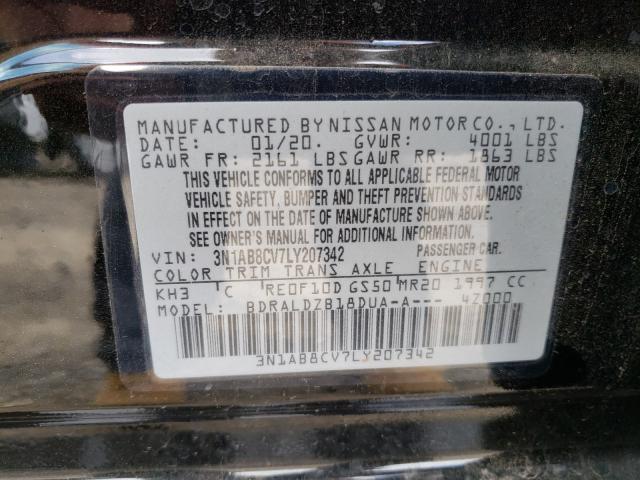 MANUFACTURED BY NISSAN MOTOR CO., LTD.
DATE: 01/20. GVWR: 4001 LBS
GAWR FR: 2161 LBS GAWR RR: 1863 LBS
THIS VEHICLE CONFORMS TO ALL APPLICABLE FEDERAL MOTOR
VEHICLE SAFETY, BUMPER AND THEFT PREVENTION STANDARDS
IN EFFECT ON THE DATE OF MANUFACTURE SHOWN ABOVE.
SEE OWNER'S MANUAL FOR ADDITIONAL INFORMATION.
VIN: 3N1AB8CV7LY207342 PASSENGER CAR.
COLOR TRIM TRANS AXLE ENGINE
KH3 C RE0F10D GS50 MR20 1997 CC
MODEL: BDRALDZB18DUA-A--- 4Z000
3N1AB8CV7LY207342